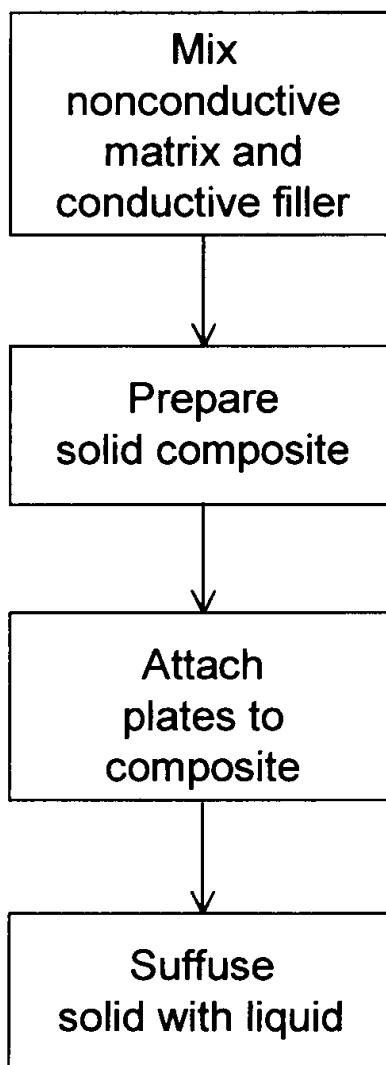 Mix
nonconductive
matrix and
conductive filler
Prepare
solid composite
Attach
plates to
composite
Suffuse
solid with liquid